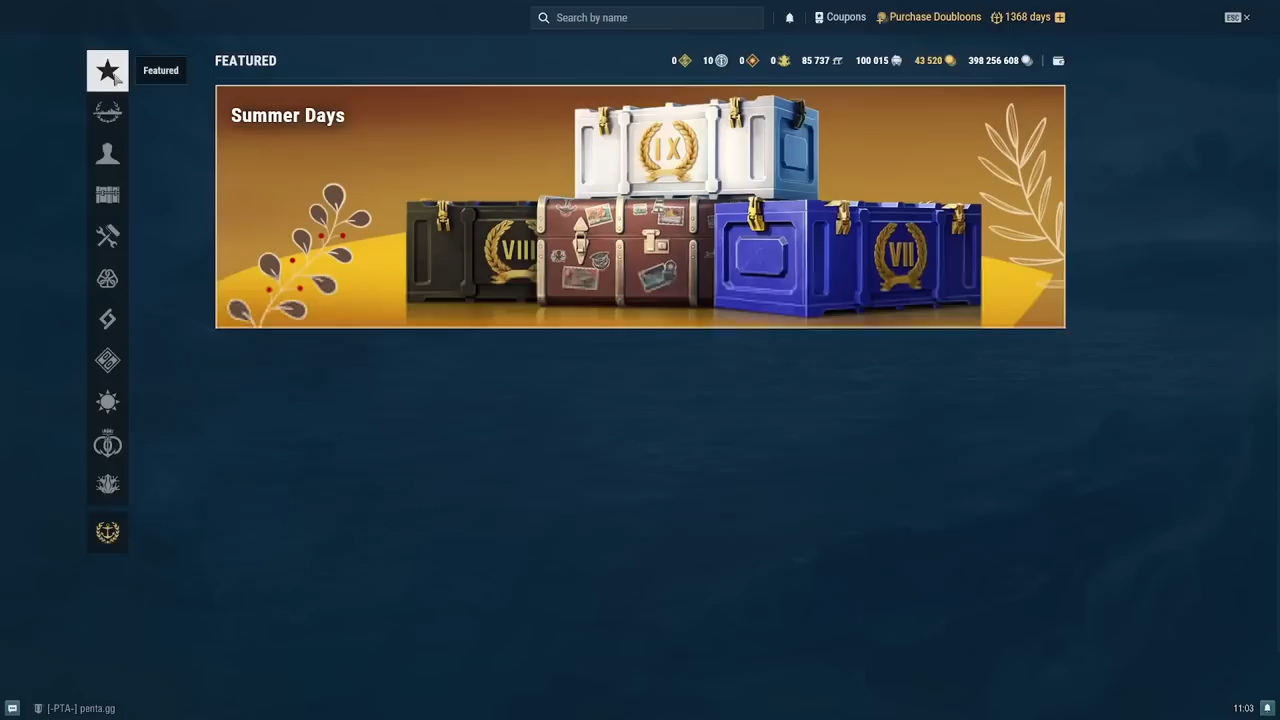 Search by name
Coupons
Purchase Doubloons
1368 days
ESC
Featured
FEATURED
0
10
0
0
85 737
100 015
43 520
398 256 608
Summer Days
IX
VIII
VII
[-PTA-] penta.gg
11:03